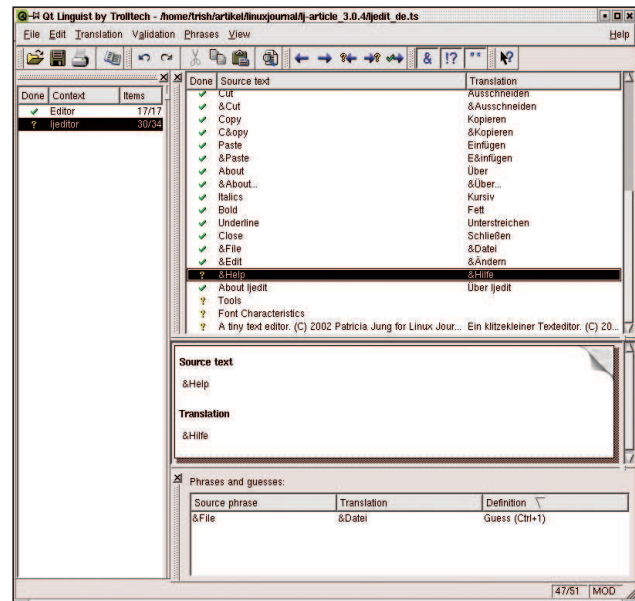 Qt Linguist by Trolltech - /home/trish/artikel/linuxjournal/lj-article_3.0.4/ljedit_de.ts
File Edit Translation Validation Phrases View Help
& !? "" ?
Done Context Items
Editor 17/17
? ljeditor 30/34
Done Source text Translation
Cut Ausschneiden
&Cut &Ausschneiden
Copy Kopieren
C&opy &Kopieren
Paste Einfügen
&Paste E&infügen
About Über
&About... &Über...
Italics Kursiv
Bold Fett
Underline Unterstreichen
Close Schließen
&File &Datei
&Edit &Ändern
? &Help &Hilfe
About ljedit Über ljedit
? Tools
? Font Characteristics
? A tiny text editor. (C) 2002 Patricia Jung for Linux Jour... Ein klitzekleiner Texteditor. (C) 20...
Source text
&Help
Translation
&Hilfe
Phrases and guesses:
Source phrase Translation Definition
&File &Datei Guess (Ctrl+1)
47/51 MOD